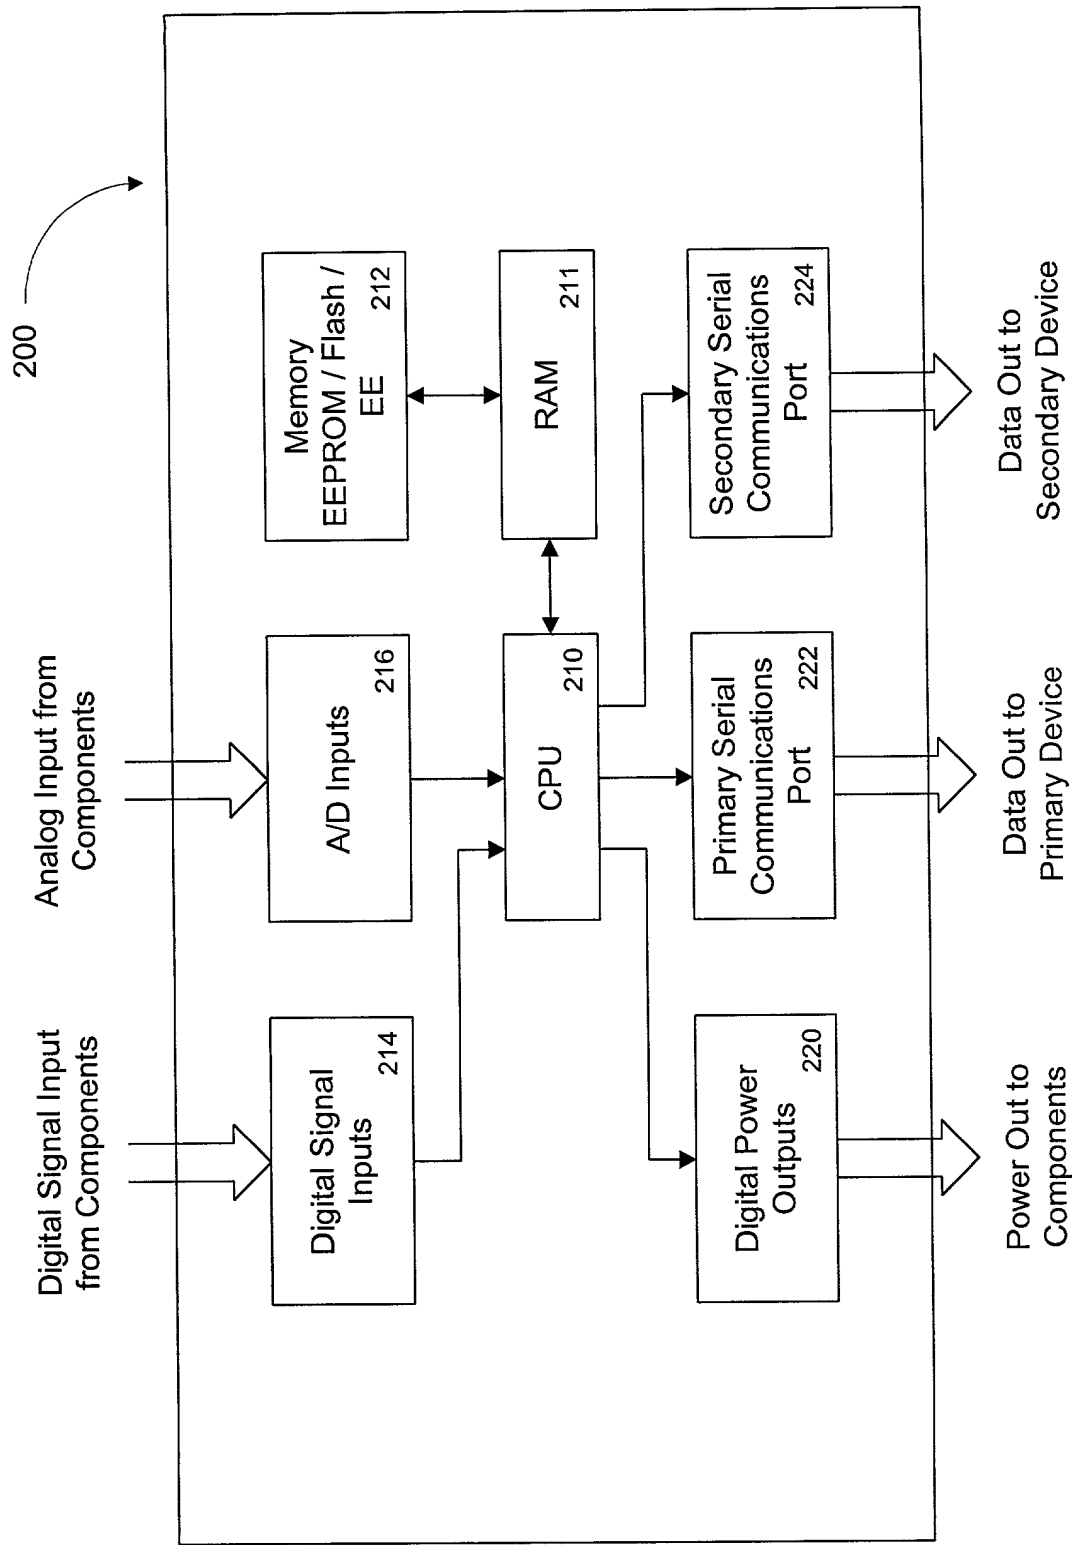 200
Digital Signal Input
from Components
Analog Input from
Components
Digital Signal
Inputs
214
A/D Inputs
216
Memory
EEPROM / Flash /
EE
212
CPU
210
RAM
211
Digital Power
Outputs
220
Primary Serial
Communications
Port
222
Secondary Serial
Communications
Port
224
Power Out to
Components
Data Out to
Primary Device
Data Out to
Secondary Device